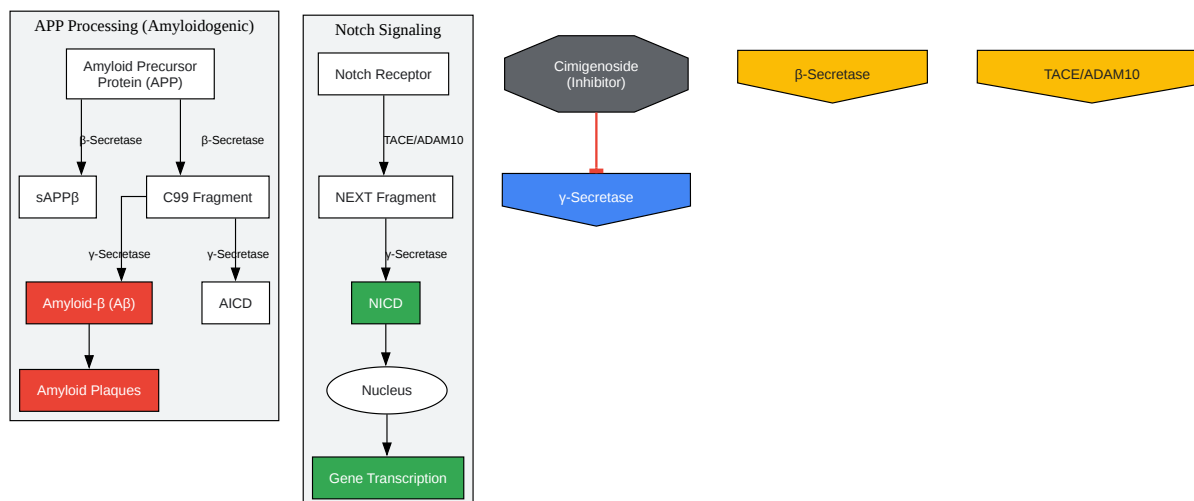 APP Processing (Amyloidogenic)
Amyloid Precursor
Protein (APP)
β-Secretase
β-Secretase
sAPPβ
C99 Fragment
γ-Secretase
γ-Secretase
Amyloid-β (Aβ)
AICD
Amyloid Plaques
Notch Signaling
Notch Receptor
TACE/ADAM10
NEXT Fragment
γ-Secretase
NICD
Nucleus
Gene Transcription
Cimigenoside
(Inhibitor)
γ-Secretase
β-Secretase
TACE/ADAM10